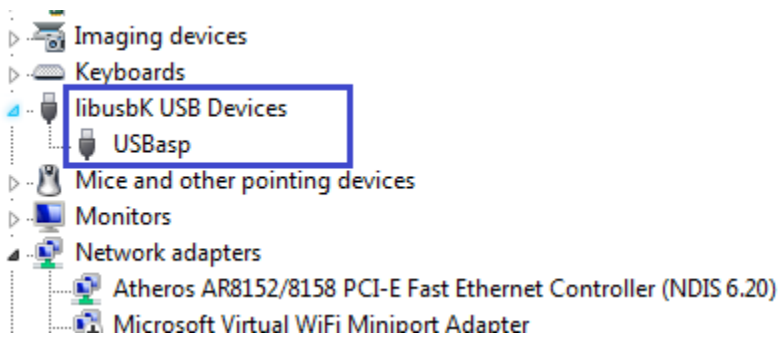 Imaging devices
Keyboards
libusbK USB Devices
USBasp
Mice and other pointing devices
Monitors
Network adapters
Atheros AR8152/8158 PCI-E Fast Ethernet Controller (NDIS 6.20)
Microsoft Virtual WiFi Miniport Adapter